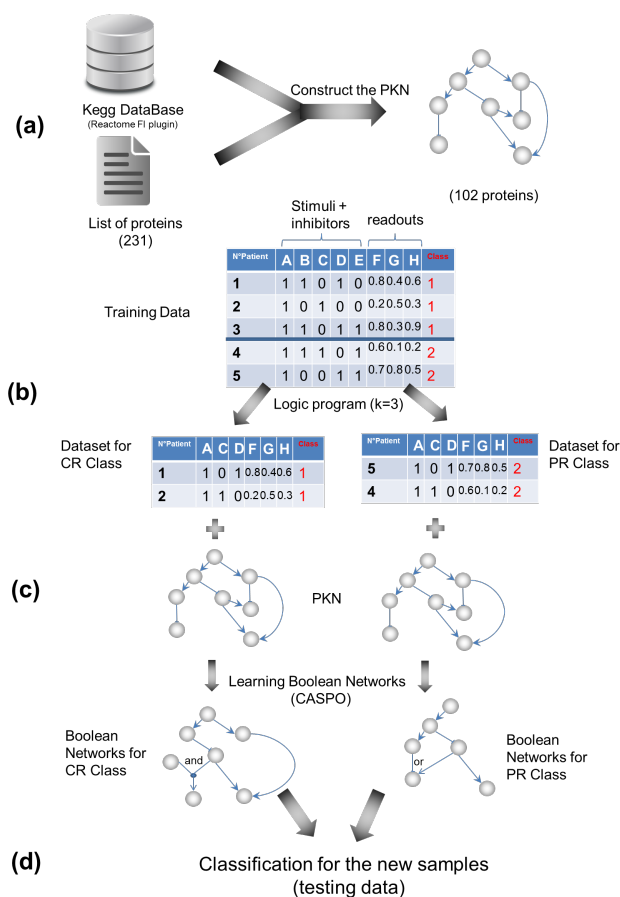 (a)
Kegg DataBase
(Reactome FI plugin)
List of proteins
(231)
Construct the PKN
(102 proteins)
Stimuli +
inhibitors
readouts
Training Data
N°Patient A B C D E F G H Class
1 1 1 0 1 0 0.8 0.4 0.6 1
2 1 0 1 0 0 0.2 0.5 0.3 1
3 1 1 0 1 1 0.8 0.3 0.9 1
4 1 1 1 0 1 0.6 0.1 0.2 2
5 1 0 0 1 1 0.7 0.8 0.5 2
(b)
Logic program (k=3)
Dataset for
CR Class
N°Patient A C D F G H Class
1 1 0 1 0.8 0.4 0.6 1
2 1 1 0 0.2 0.5 0.3 1
N°Patient A C D F G H Class
5 1 0 1 0.7 0.8 0.5 2
4 1 1 0 0.6 0.1 0.2 2
Dataset for
PR Class
(c)
PKN
Learning Boolean Networks
(CASPO)
Boolean
Networks for
CR Class
and
or
Boolean
Networks for
PR Class
(d)
Classification for the new samples
(testing data)